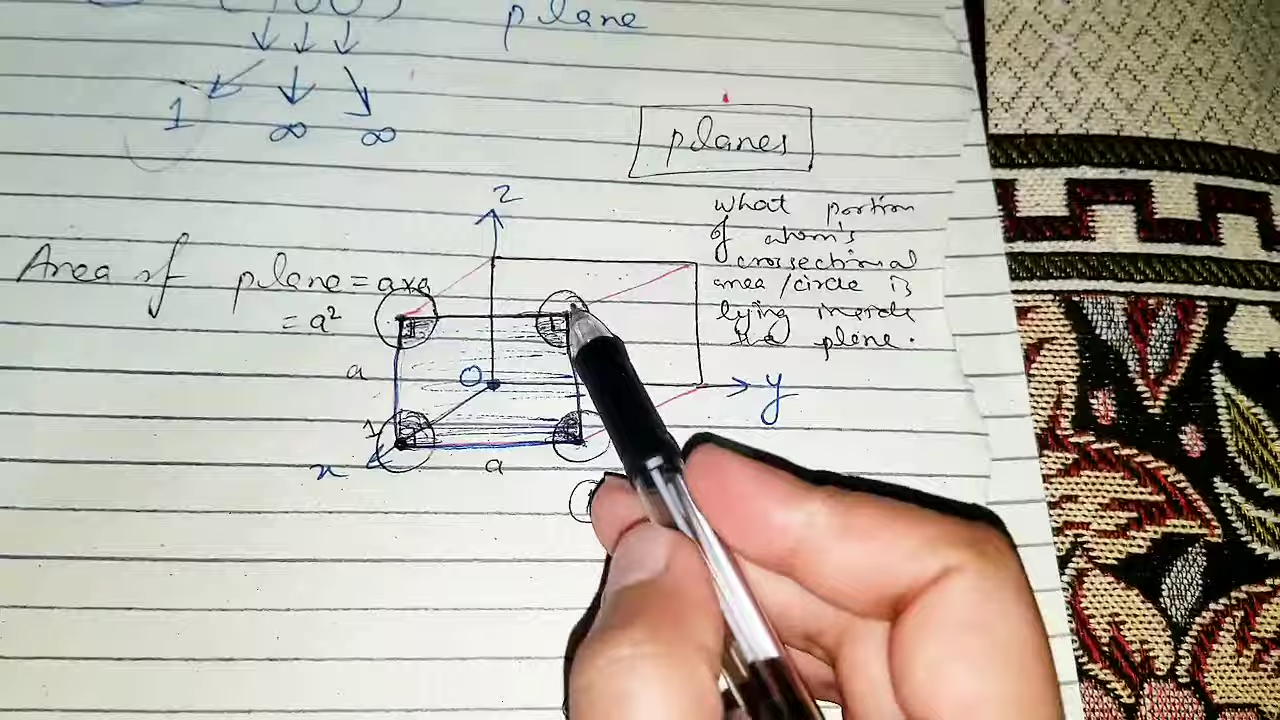 (100) plane
1 ∞ ∞
planes
what portion
of atom's
crossectional
area/circle is
lying inside
the plane.
Area of plane = axa
= a²
z
a
O
y
1
x
a